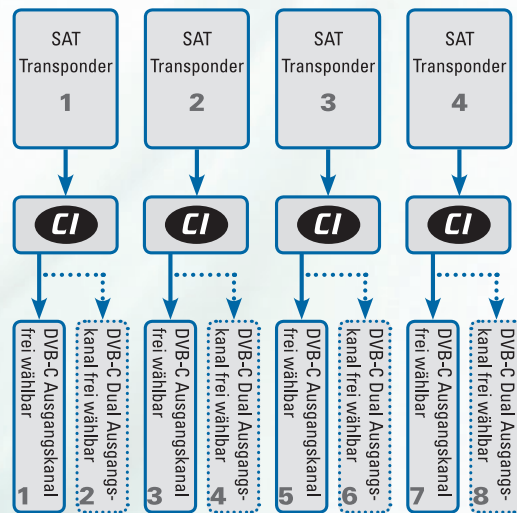 SAT
Transponder
1
SAT
Transponder
2
SAT
Transponder
3
SAT
Transponder
4
CI
CI
CI
CI
DVB-C Ausgangskanal
frei wählbar
1
DVB-C Dual Ausgangs-
kanal frei wählbar
2
DVB-C Ausgangskanal
frei wählbar
3
DVB-C Dual Ausgangs-
kanal frei wählbar
4
DVB-C Ausgangskanal
frei wählbar
5
DVB-C Dual Ausgangs-
kanal frei wählbar
6
DVB-C Ausgangskanal
frei wählbar
7
DVB-C Dual Ausgangs-
kanal frei wählbar
8